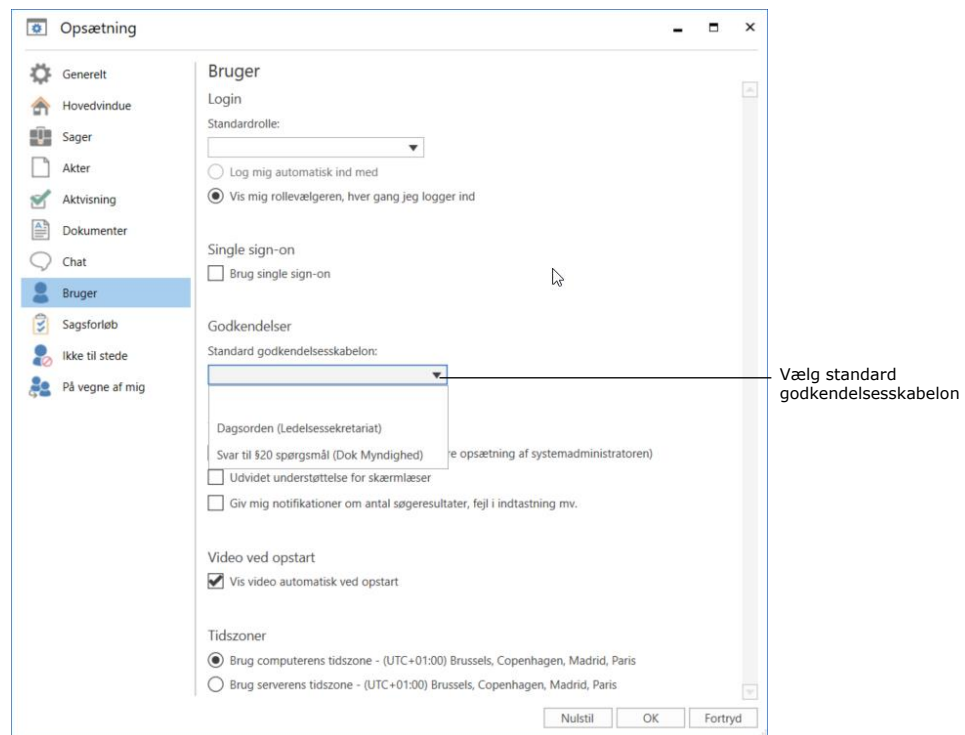 Opsætning
Generelt
Hovedvindue
Sager
Akter
Aktvisning
Dokumenter
Chat
Bruger
Sagsforløb
Ikke til stede
På vegne af mig
Bruger
Login
Standardrolle:
Log mig automatisk ind med
Vis mig rollevælgeren, hver gang jeg logger ind
Single sign-on
Brug single sign-on
Godkendelser
Standard godkendelsesskabelon:
Dagsorden (Ledelsessekretariat)
Svar til §20 spørgsmål (Dok Myndighed)
re opsætning af systemadministratoren)
Udvidet understøttelse for skærmlæser
Giv mig notifikationer om antal søgeresultater, fejl i indtastning mv.
Video ved opstart
Vis video automatisk ved opstart
Tidszoner
Brug computerens tidszone - (UTC+01:00) Brussels, Copenhagen, Madrid, Paris
Brug serverens tidszone - (UTC+01:00) Brussels, Copenhagen, Madrid, Paris
Nulstil
OK
Fortryd
Vælg standard
godkendelsesskabelon